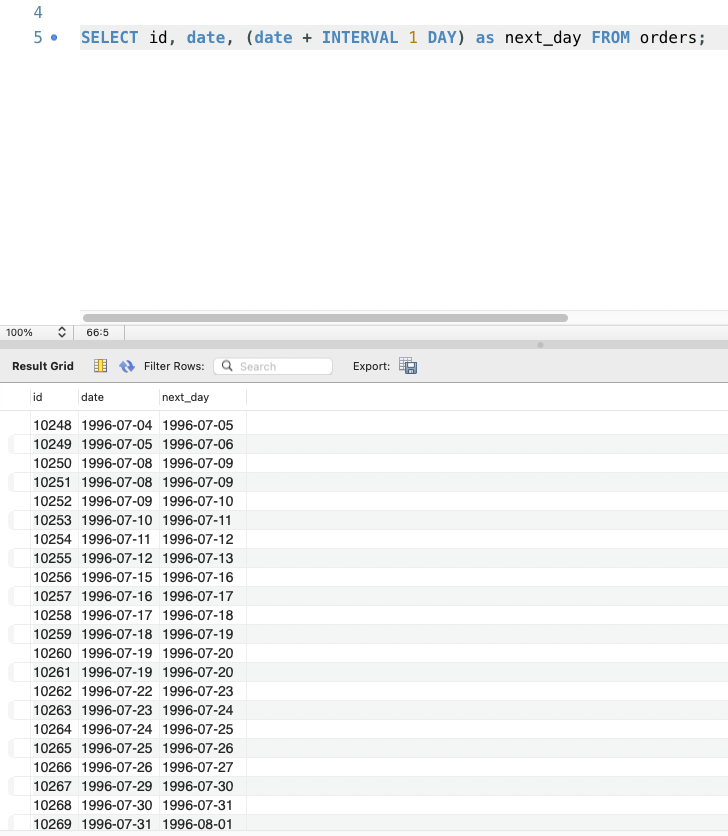 4
5 SELECT id, date, (date + INTERVAL 1 DAY) as next_day FROM orders;
100% 66:5
Result Grid Filter Rows: Search Export:
id date next_day
10248 1996-07-04 1996-07-05
10249 1996-07-05 1996-07-06
10250 1996-07-08 1996-07-09
10251 1996-07-08 1996-07-09
10252 1996-07-09 1996-07-10
10253 1996-07-10 1996-07-11
10254 1996-07-11 1996-07-12
10255 1996-07-12 1996-07-13
10256 1996-07-15 1996-07-16
10257 1996-07-16 1996-07-17
10258 1996-07-17 1996-07-18
10259 1996-07-18 1996-07-19
10260 1996-07-19 1996-07-20
10261 1996-07-19 1996-07-20
10262 1996-07-22 1996-07-23
10263 1996-07-23 1996-07-24
10264 1996-07-24 1996-07-25
10265 1996-07-25 1996-07-26
10266 1996-07-26 1996-07-27
10267 1996-07-29 1996-07-30
10268 1996-07-30 1996-07-31
10269 1996-07-31 1996-08-01